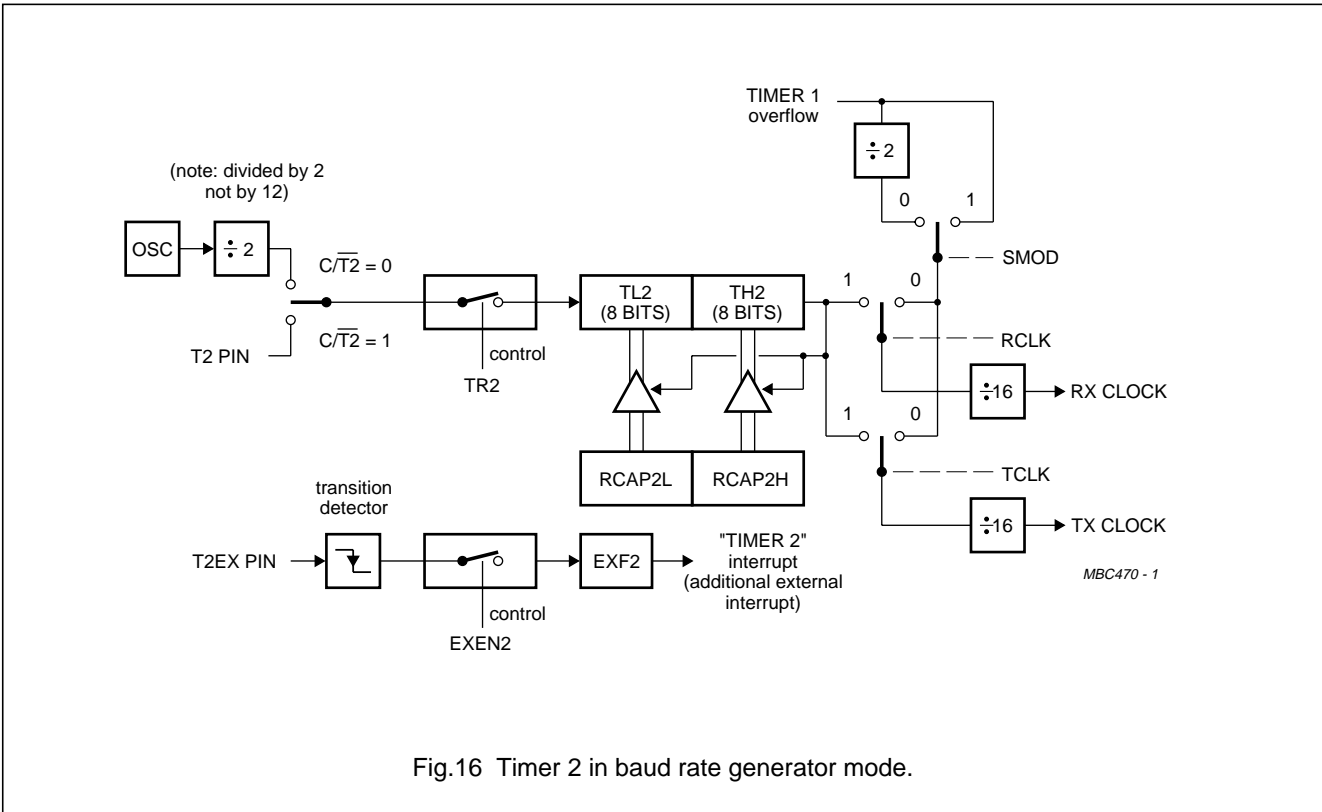 TIMER 1
overflow
÷ 2
(note: divided by 2
not by 12)
0
1
OSC
÷ 2
C/T2 = 0
SMOD
1
0
TL2
(8 BITS)
TH2
(8 BITS)
T2 PIN
C/T2 = 1
control
TR2
RCLK
÷16
RX CLOCK
1
0
RCAP2L
RCAP2H
TCLK
transition
detector
÷16
TX CLOCK
T2EX PIN
EXF2
"TIMER 2"
interrupt
(additional external
interrupt)
MBC470 - 1
control
EXEN2
Fig.16 Timer 2 in baud rate generator mode.